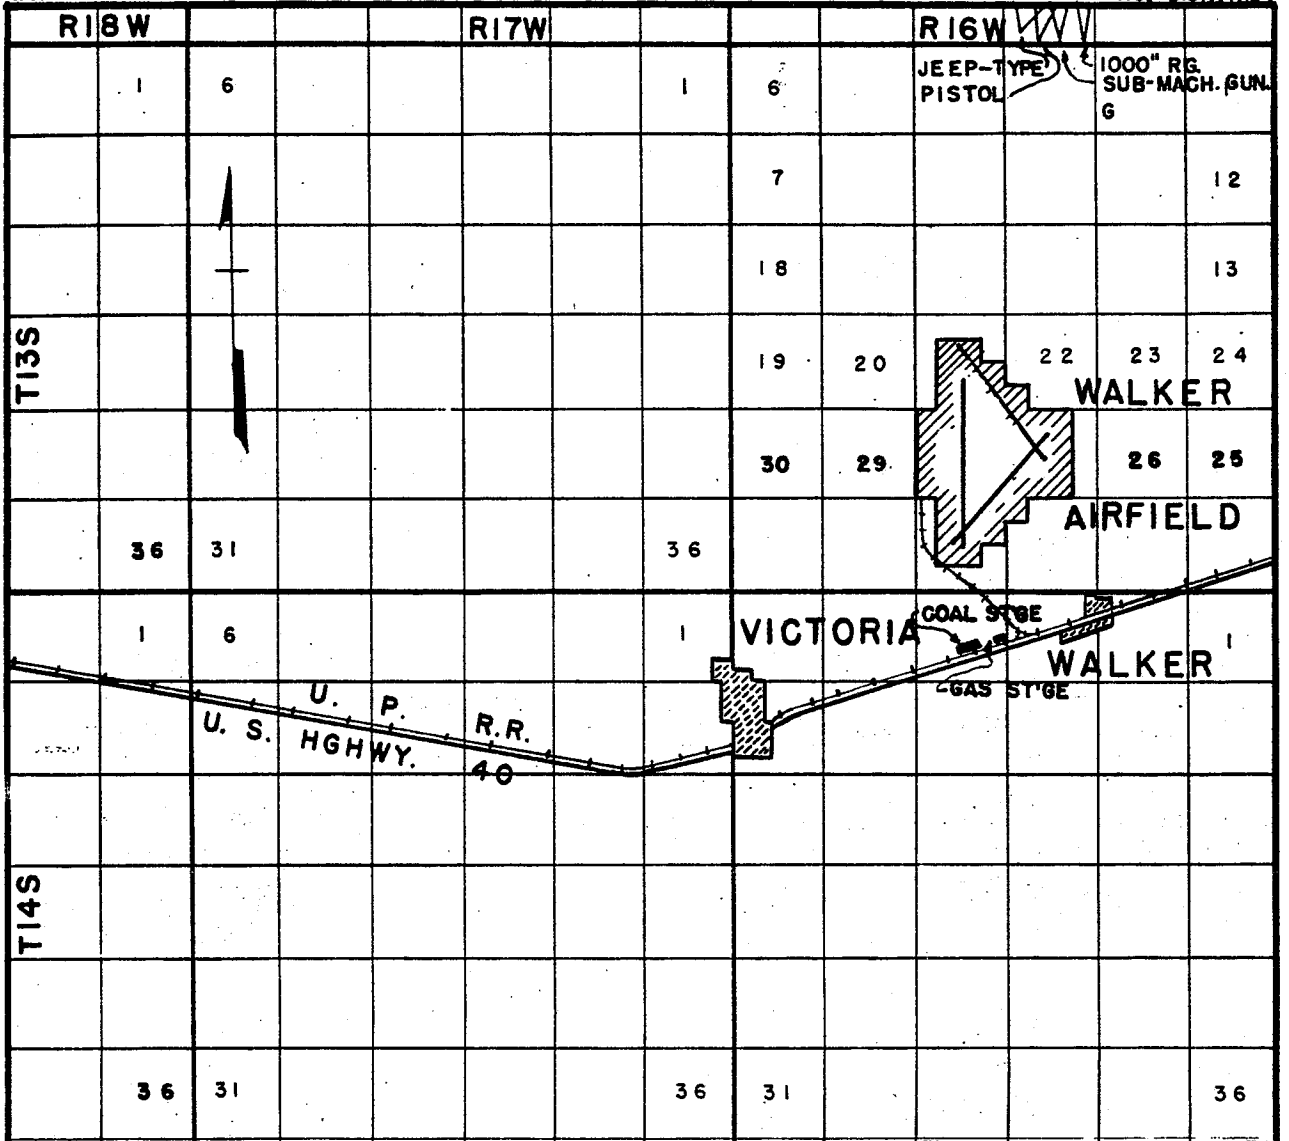 R18W
R17W
R16W
JEEP-TYPE
PISTOL
1000" RG.
SUB-MACH. GUN.
G
1
6
1
6
7
12
18
13
T13S
19
20
22
23
24
WALKER
30
29
26
25
AIRFIELD
36
31
36
1
6
1
VICTORIA
COAL ST'GE
1
WALKER
GAS ST'GE
U. P. R.R.
U. S. HGHWY. 40
T14S
36
31
36
31
36